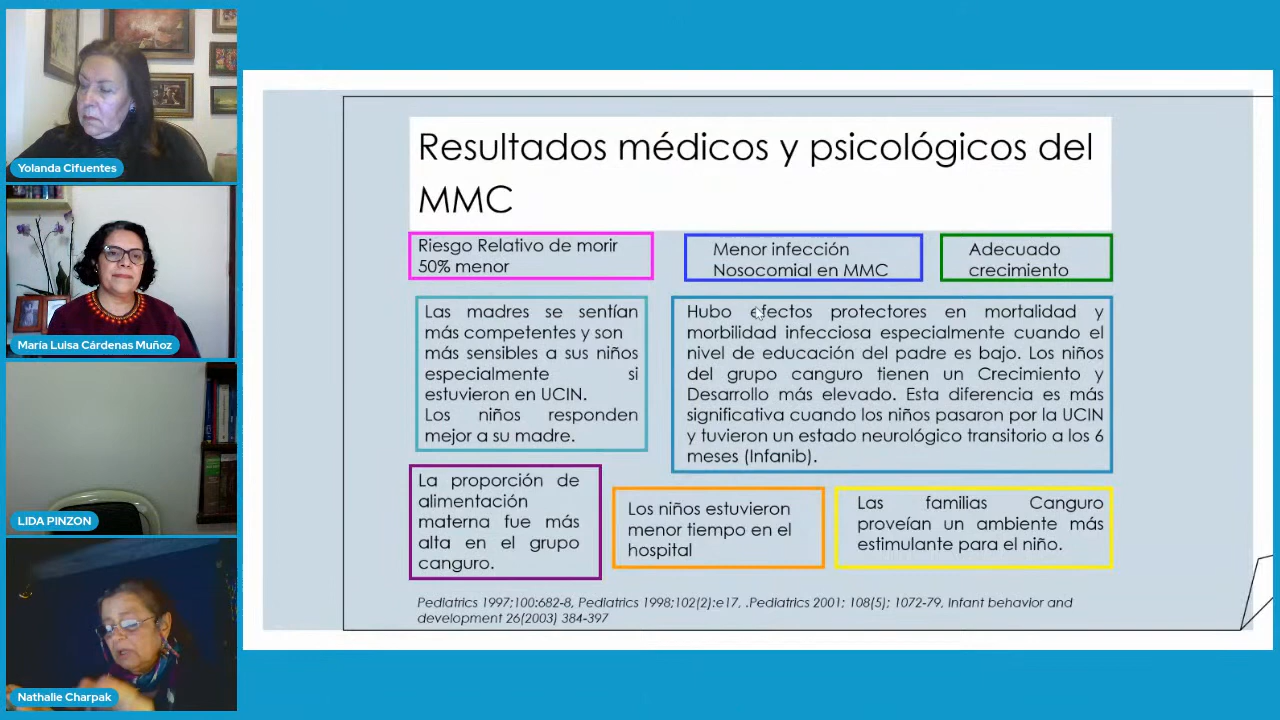 Yolanda Cifuentes
María Luisa Cárdenas Muñoz
LIDA PINZON
Nathalie Charpak
Resultados médicos y psicológicos del
MMC
Riesgo Relativo de morir
50% menor
Menor infección
Nosocomial en MMC
Adecuado
crecimiento
Las madres se sentían
más competentes y son
más sensibles a sus niños
especialmente si
estuvieron en UCIN.
Los niños responden
mejor a su madre.
Hubo efectos protectores en mortalidad y
morbilidad infecciosa especialmente cuando el
nivel de educación del padre es bajo. Los niños
del grupo canguro tienen un Crecimiento y
Desarrollo más elevado. Esta diferencia es más
significativa cuando los niños pasaron por la UCIN
y tuvieron un estado neurológico transitorio a los 6
meses (Infanib).
La proporción de
alimentación
materna fue más
alta en el grupo
canguro.
Los niños estuvieron
menor tiempo en el
hospital
Las familias Canguro
proveían un ambiente más
estimulante para el niño.
Pediatrics 1997;100:682-8, Pediatrics 1998;102(2):e17, .Pediatrics 2001; 108(5); 1072-79, Infant behavior and
development 26(2003) 384-397